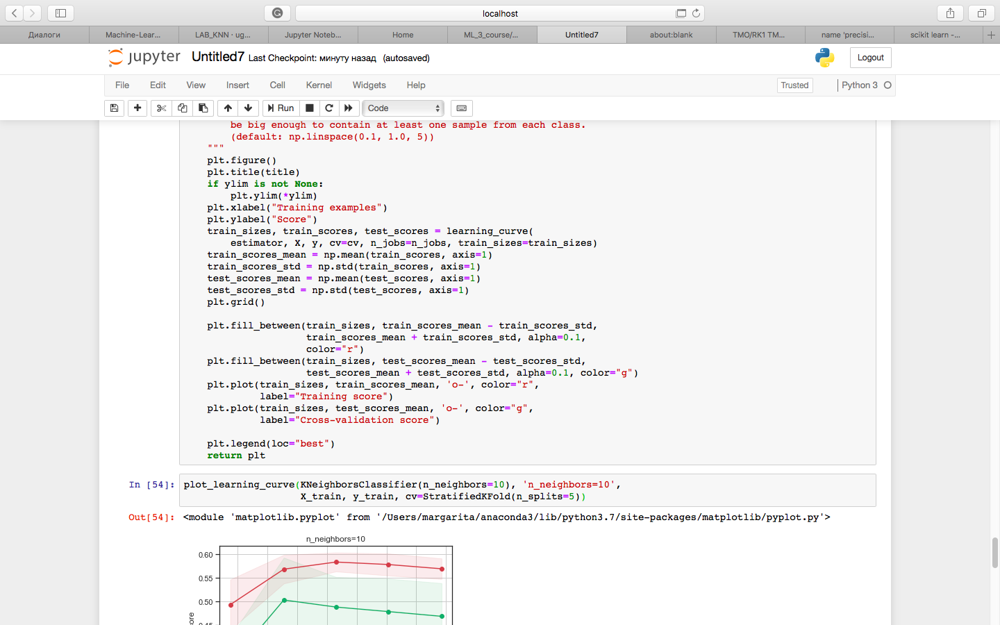 localhost
Диалоги
Machine-Lear...
LAB_KNN · ug...
Jupyter Noteb...
Home
ML_3_course/...
Untitled7
about:blank
TMO/RK1 TM...
name 'precisi...
scikit learn -...
jupyter Untitled7 Last Checkpoint: минуту назад (autosaved)
Logout
File Edit View Insert Cell Kernel Widgets Help
Trusted
Python 3
Run
Code
be big enough to contain at least one sample from each class.
(default: np.linspace(0.1, 1.0, 5))
"""
plt.figure()
plt.title(title)
if ylim is not None:
plt.ylim(*ylim)
plt.xlabel("Training examples")
plt.ylabel("Score")
train_sizes, train_scores, test_scores = learning_curve(
estimator, X, y, cv=cv, n_jobs=n_jobs, train_sizes=train_sizes)
train_scores_mean = np.mean(train_scores, axis=1)
train_scores_std = np.std(train_scores, axis=1)
test_scores_mean = np.mean(test_scores, axis=1)
test_scores_std = np.std(test_scores, axis=1)
plt.grid()
plt.fill_between(train_sizes, train_scores_mean - train_scores_std,
train_scores_mean + train_scores_std, alpha=0.1,
color="r")
plt.fill_between(train_sizes, test_scores_mean - test_scores_std,
test_scores_mean + test_scores_std, alpha=0.1, color="g")
plt.plot(train_sizes, train_scores_mean, 'o-', color="r",
label="Training score")
plt.plot(train_sizes, test_scores_mean, 'o-', color="g",
label="Cross-validation score")
plt.legend(loc="best")
return plt
In [54]: plot_learning_curve(KNeighborsClassifier(n_neighbors=10), 'n_neighbors=10',
X_train, y_train, cv=StratifiedKFold(n_splits=5))
Out[54]: <module 'matplotlib.pyplot' from '/Users/margarita/anaconda3/lib/python3.7/site-packages/matplotlib/pyplot.py'>
n_neighbors=10
0.60
0.55
0.50